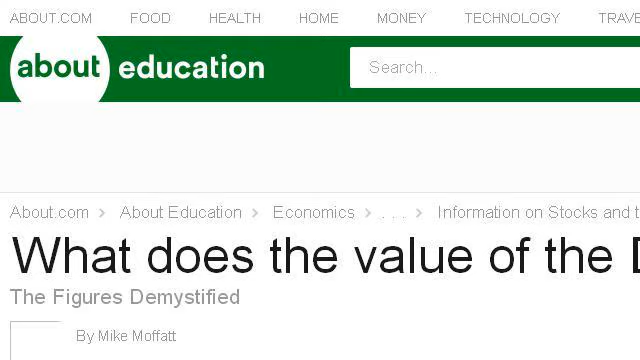 ABOUT.COM FOOD HEALTH HOME MONEY TECHNOLOGY TRAVE
about education Search...
About.com > About Education > Economics > . . . > Information on Stocks and t
What does the value of the D
The Figures Demystified
By Mike Moffatt